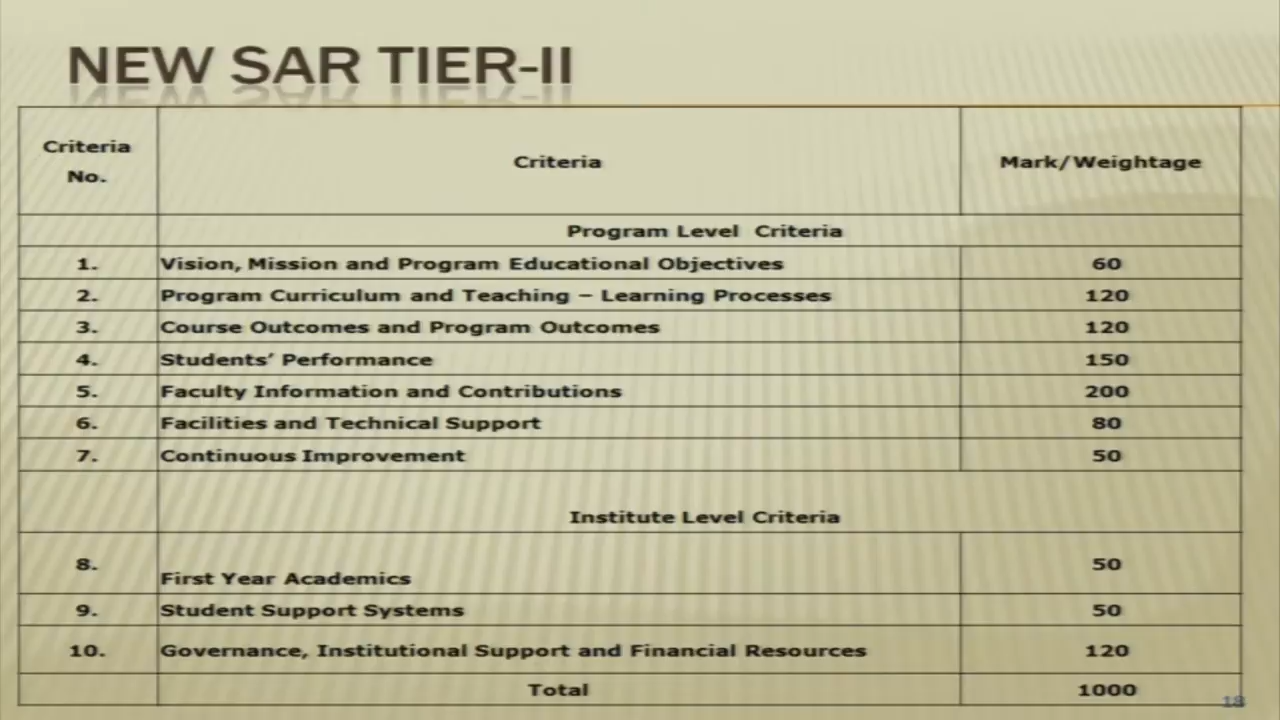 NEW SAR TIER-II
Criteria No. Criteria Mark/Weightage
Program Level Criteria
1. Vision, Mission and Program Educational Objectives 60
2. Program Curriculum and Teaching – Learning Processes 120
3. Course Outcomes and Program Outcomes 120
4. Students’ Performance 150
5. Faculty Information and Contributions 200
6. Facilities and Technical Support 80
7. Continuous Improvement 50
Institute Level Criteria
8. First Year Academics 50
9. Student Support Systems 50
10. Governance, Institutional Support and Financial Resources 120
Total 1000
18